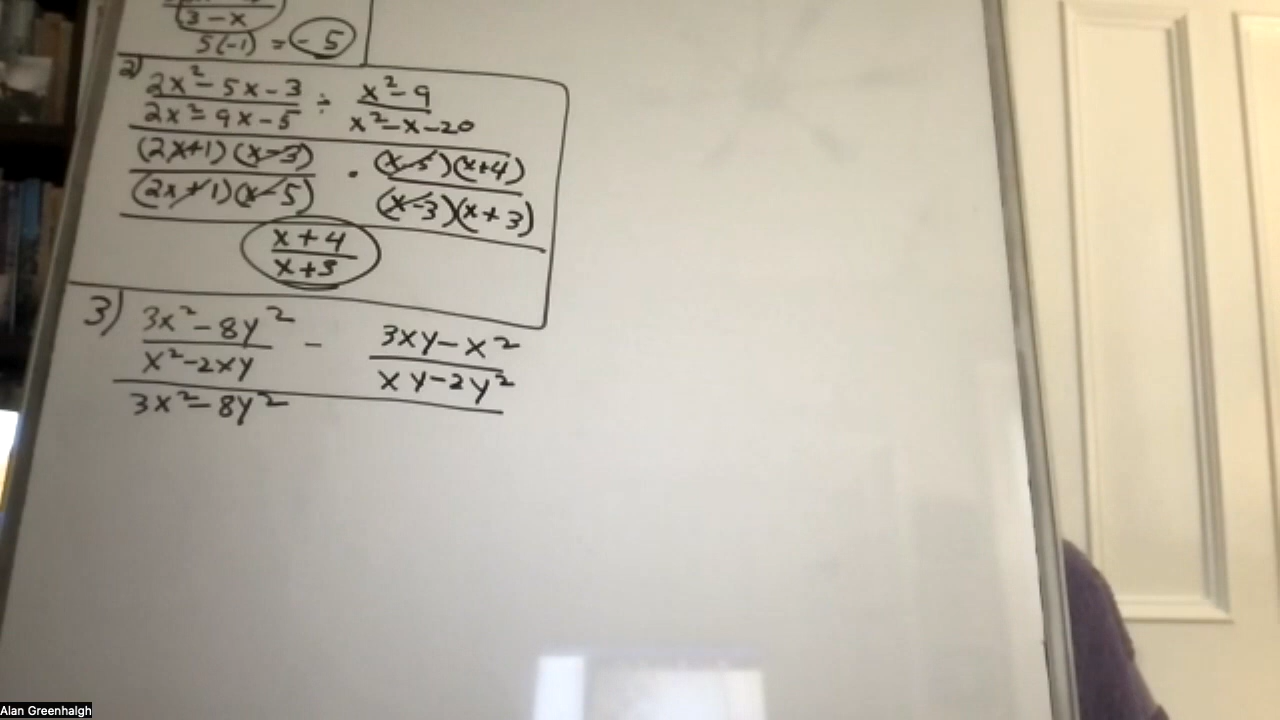 3 - x
5(-1) = -5
2)
2x² - 5x - 3 ÷ x² - 9
2x² - 9x - 5 x² - x - 20
(2x+1)(x-3) · (x-5)(x+4)
(2x+1)(x-5) (x-3)(x+3)
x + 4
x + 3
3) 3x² - 8y² - 3xy - x²
x² - 2xy xy - 2y²
3x² - 8y²
Alan Greenhalgh